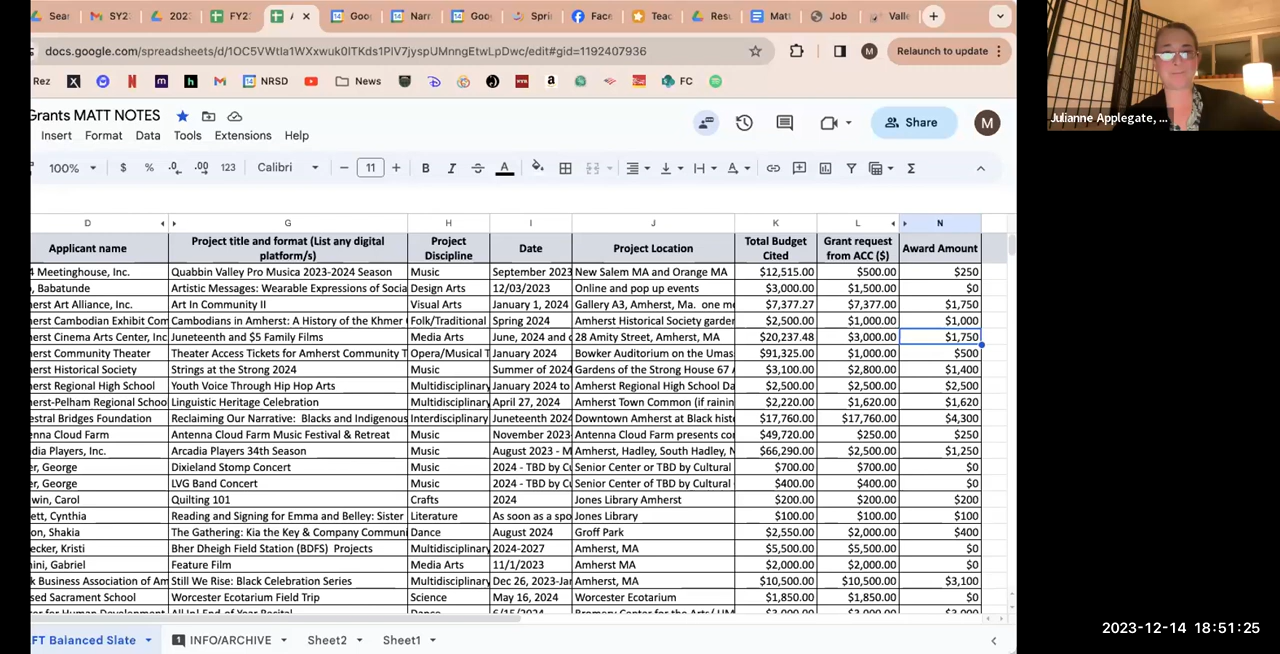 Sear SY2 202 FY2 Goo Narr Goo Spri Face Teac Resu Matt Job Valle
docs.google.com/spreadsheets/d/1OC5VWtla1WXxwuk0ITKds1PlV7jyspUMnngEtwLpDwc/edit#gid=1192407936 M Relaunch to update
Rez NRSD News FC
Grants MATT NOTES
Insert Format Data Tools Extensions Help Share M
100% $ % .0 .00 123 Calibri 11 B I A
D G H I J K L N
Applicant name Project title and format (List any digital platform/s) Project Discipline Date Project Location Total Budget Cited Grant request from ACC ($) Award Amount
4 Meetinghouse, Inc. Quabbin Valley Pro Musica 2023-2024 Season Music September 2023 New Salem MA and Orange MA $12,515.00 $500.00 $250
, Babatunde Artistic Messages: Wearable Expressions of Socia Design Arts 12/03/2023 Online and pop up events $3,000.00 $1,500.00 $0
herst Art Alliance, Inc. Art In Community II Visual Arts January 1, 2024 Gallery A3, Amherst, Ma. one mo $7,377.27 $7,377.00 $1,750
herst Cambodian Exhibit Com Cambodians in Amherst: A History of the Khmer Folk/Traditional Spring 2024 Amherst Historical Society garden $2,500.00 $1,000.00 $1,000
herst Cinema Arts Center, Inc. Juneteenth and $5 Family Films Media Arts June, 2024 and 28 Amity Street, Amherst, MA $20,237.48 $3,000.00 $1,750
herst Community Theater Theater Access Tickets for Amherst Community T Opera/Musical T January 2024 Bowker Auditorium on the Umas $91,325.00 $1,000.00 $500
herst Historical Society Strings at the Strong 2024 Music Summer of 2024 Gardens of the Strong House 67 $3,100.00 $2,800.00 $1,400
herst Regional High School Youth Voice Through Hip Hop Arts Multidisciplinary January 2024 to Amherst Regional High School Da $2,500.00 $2,500.00 $2,500
herst-Pelham Regional Schoo Linguistic Heritage Celebration Multidisciplinary April 27, 2024 Amherst Town Common (if rainin $2,220.00 $1,620.00 $1,620
estral Bridges Foundation Reclaiming Our Narrative: Blacks and Indigenous Interdisciplinary Juneteenth 2024 Downtown Amherst at Black hist $17,760.00 $17,760.00 $4,300
enna Cloud Farm Antenna Cloud Farm Music Festival & Retreat Music November 2023 Antenna Cloud Farm presents co $49,720.00 $250.00 $250
dia Players, Inc. Arcadia Players 34th Season Music August 2023 - M Amherst, Hadley, South Hadley, N $66,290.00 $2,500.00 $1,250
er, George Dixieland Stomp Concert Music 2024 - TBD by Cu Senior Center or TBD by Cultural $700.00 $700.00 $0
er, George LVG Band Concert Music 2024 - TBD by Cu Senior Center of TBD by Cultural $400.00 $400.00 $0
win, Carol Quilting 101 Crafts 2024 Jones Library Amherst $200.00 $200.00 $200
ett, Cynthia Reading and Signing for Emma and Belley: Sister Literature As soon as a spo Jones Library $100.00 $100.00 $100
on, Shakia The Gathering: Kia the Key & Company Communi Dance August 2024 Groff Park $2,550.00 $2,000.00 $400
ecker, Kristi Bher Dheigh Field Station (BDFS) Projects Multidisciplinary 2024-2027 Amherst, MA $5,500.00 $5,500.00 $0
ini, Gabriel Feature Film Media Arts 11/1/2023 Amherst MA $2,000.00 $2,000.00 $0
k Business Association of Am Still We Rise: Black Celebration Series Multidisciplinary Dec 26, 2023-Jan Amherst, MA $10,500.00 $10,500.00 $3,100
sed Sacrament School Worcester Ecotarium Field Trip Science May 16, 2024 Worcester Ecotarium $1,850.00 $1,850.00 $0
FT Balanced Slate 1 INFO/ARCHIVE Sheet2 Sheet1
Julianne Applegate, ...
2023-12-14 18:51:25